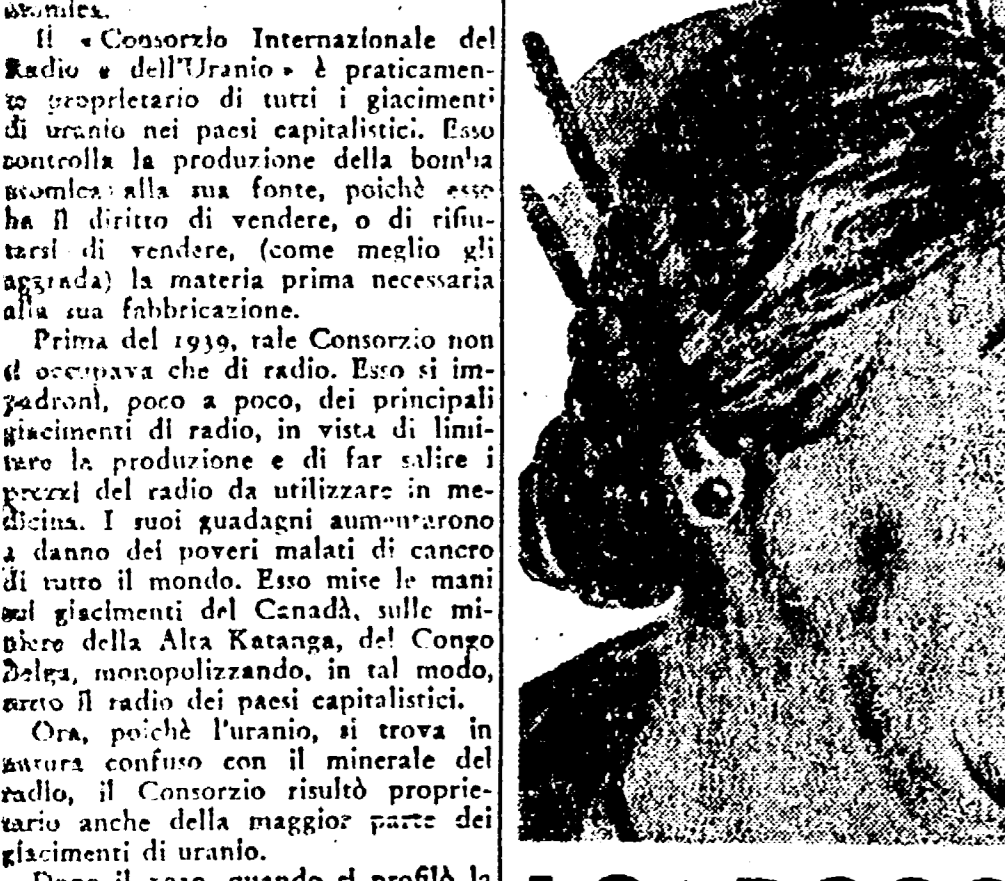 Il « Consorzio Internazionale del
Radio e dell'Uranio » è praticamen-
te proprietario di tutti i giacimenti
di uranio nei paesi capitalistici. Esso
controlla la produzione della bomba
atomica alla sua fonte, poichè esso
ha il diritto di vendere, o di rifiu-
tarsi di vendere, (come meglio gli
aggrada) la materia prima necessaria
alla sua fabbricazione.
Prima del 1939, tale Consorzio non
si occupava che di radio. Esso si im-
padronì, poco a poco, dei principali
giacimenti di radio, in vista di limi-
tare la produzione e di far salire i
prezzi del radio da utilizzare in me-
dicina. I suoi guadagni aumentarono
a danno dei poveri malati di cancro
di tutto il mondo. Esso mise le mani
sui giacimenti del Canadà, sulle mi-
niere della Alta Katanga, del Congo
Belga, monopolizzando, in tal modo,
tutto il radio dei paesi capitalistici.
Ora, poichè l'uranio, si trova in
natura confuso con il minerale del
radio, il Consorzio risultò proprie-
tario anche della maggior parte dei
giacimenti di uranio.
quando si profilò la